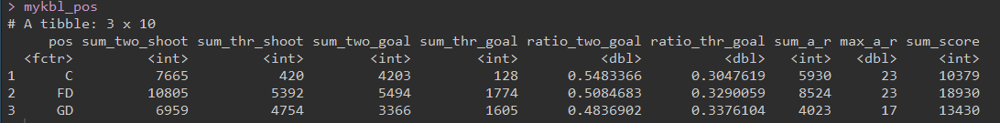 > mykbl_pos
# A tibble: 3 x 10
pos sum_two_shoot sum_thr_shoot sum_two_goal sum_thr_goal ratio_two_goal ratio_thr_goal sum_a_r max_a_r sum_score
<fctr> <int> <int> <int> <int> <dbl> <dbl> <int> <dbl> <int>
1 C 7665 420 4203 128 0.5483366 0.3047619 5930 23 10379
2 FD 10805 5392 5494 1774 0.5084683 0.3290059 8524 23 18930
3 GD 6959 4754 3366 1605 0.4836902 0.3376104 4023 17 13430